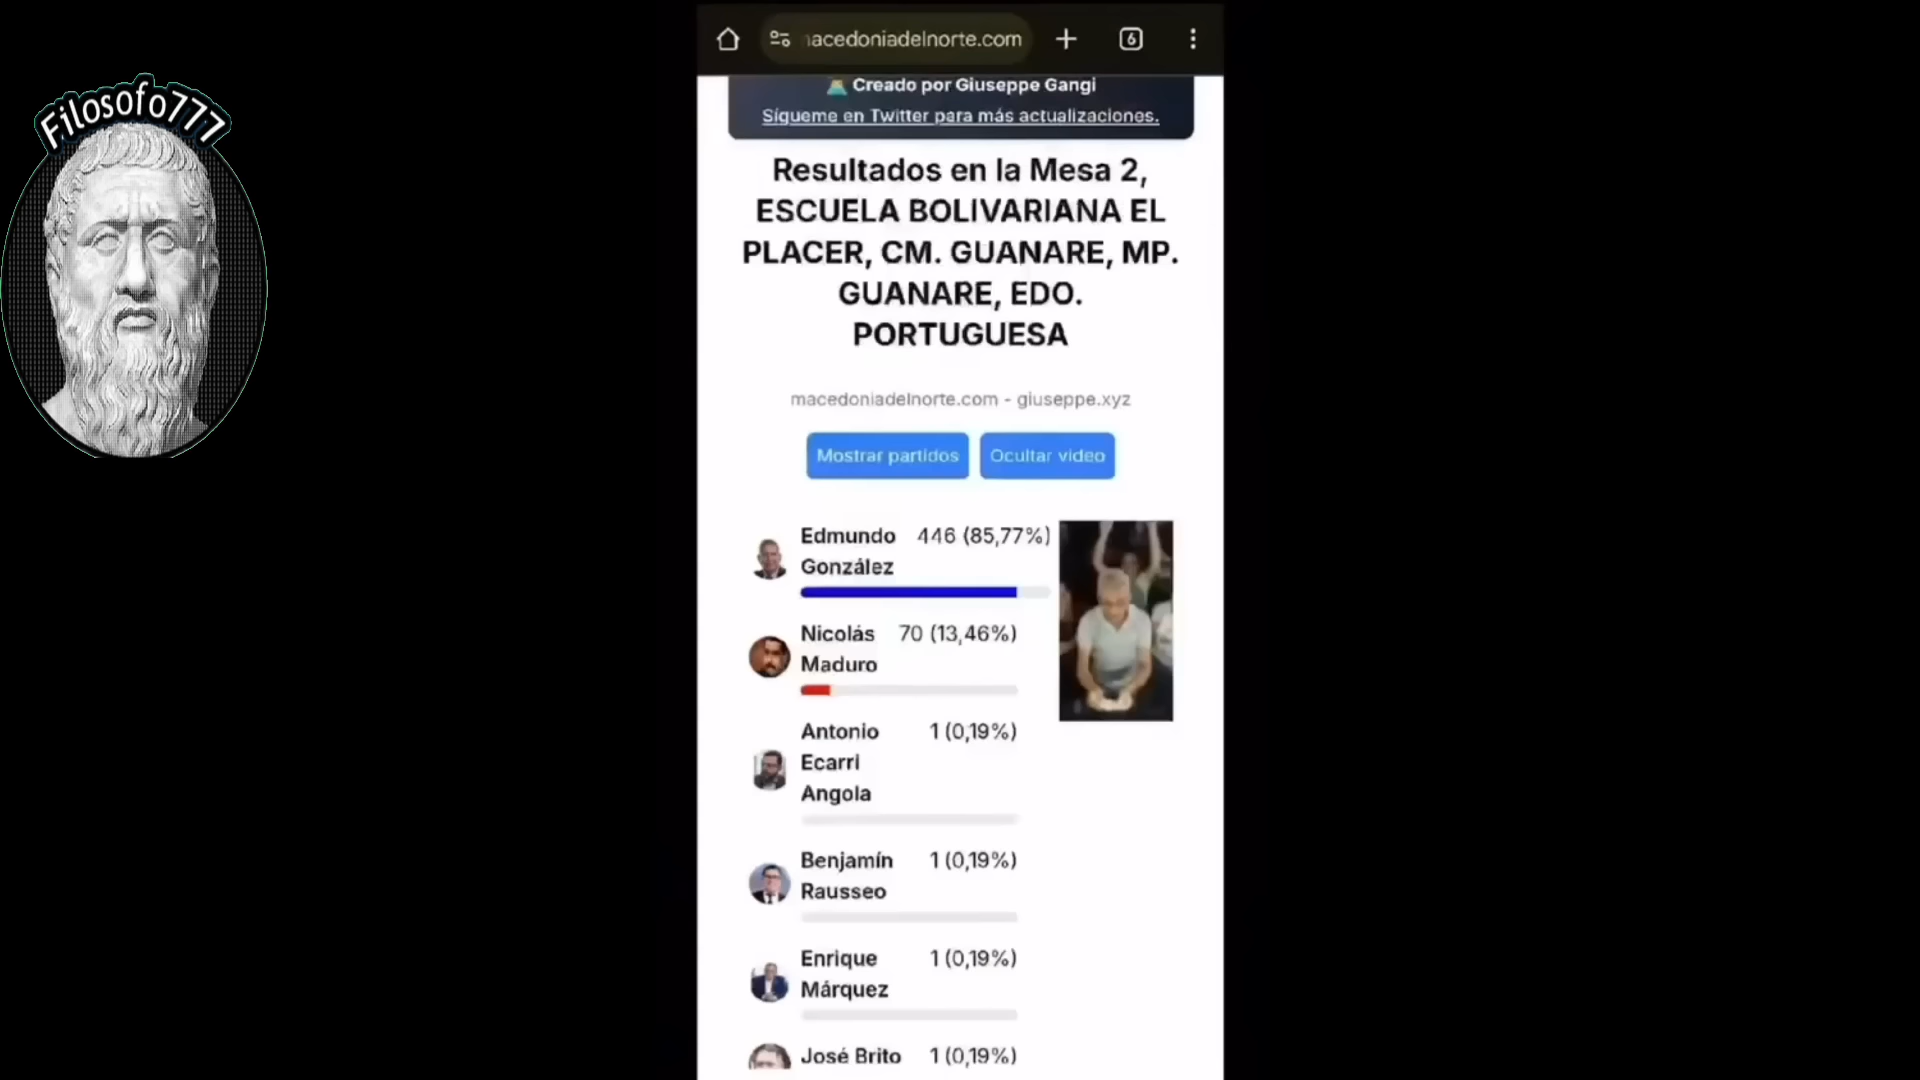 Filosofo777
acedoniadelnorte.com
6
Creado por Giuseppe Gangi
Sígueme en Twitter para más actualizaciones.
Resultados en la Mesa 2,
ESCUELA BOLIVARIANA EL
PLACER, CM. GUANARE, MP.
GUANARE, EDO.
PORTUGUESA
macedoniadelnorte.com - giuseppe.xyz
Mostrar partidos
Ocultar video
Edmundo 446 (85,77%)
González
Nicolás 70 (13,46%)
Maduro
Antonio 1 (0,19%)
Ecarri
Angola
Benjamín 1 (0,19%)
Rausseo
Enrique 1 (0,19%)
Márquez
José Brito 1 (0,19%)